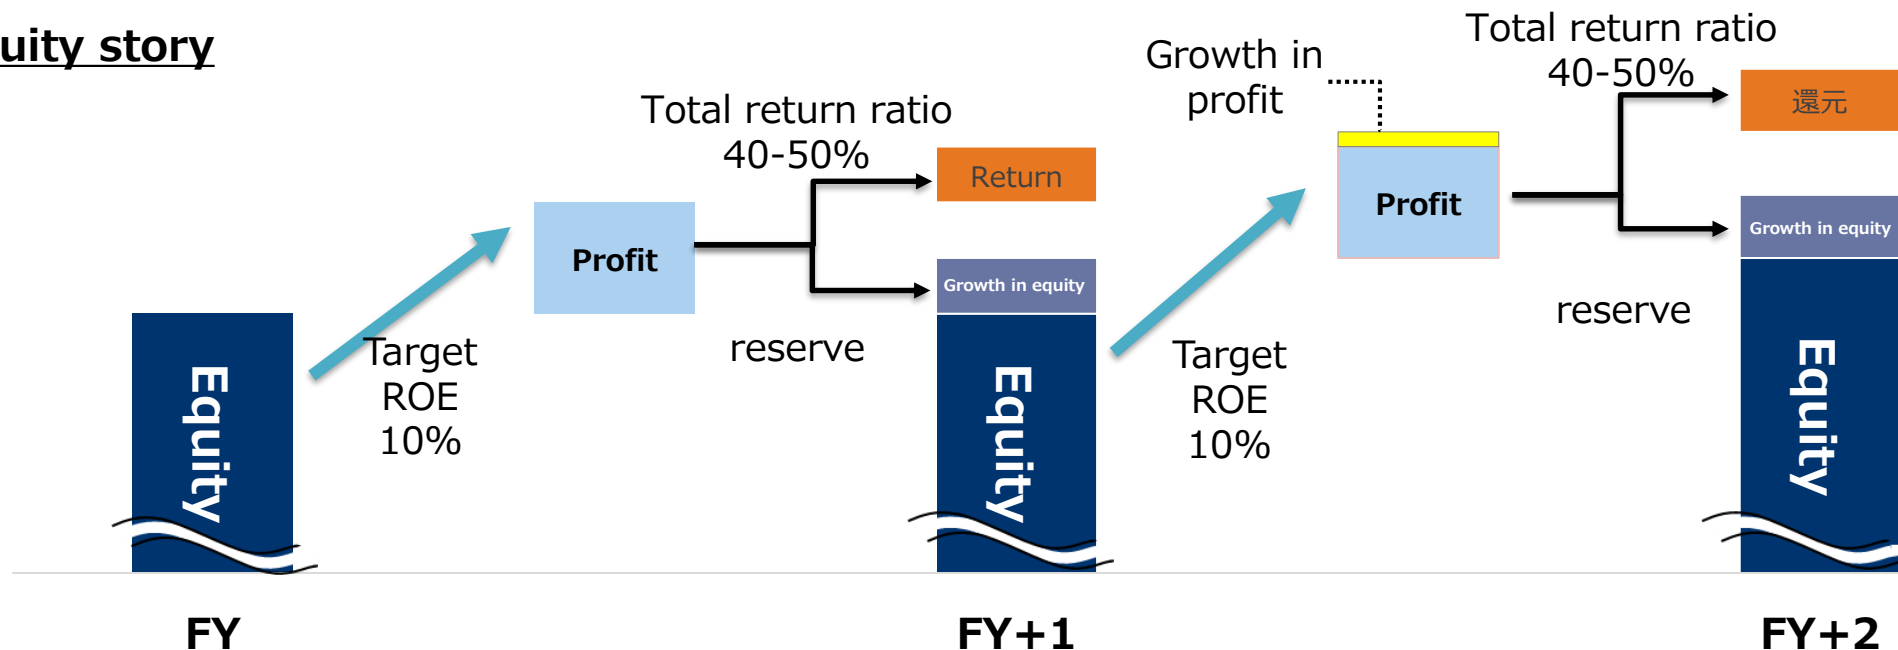 uity story
Total return ratio
40-50%
Growth in
profit
Total return ratio
40-50%
還元
Return
Profit
Profit
Growth in equity
Growth in equity
Equity
Target
ROE
10%
reserve
Equity
Target
ROE
10%
reserve
Equity
FY
FY+1
FY+2